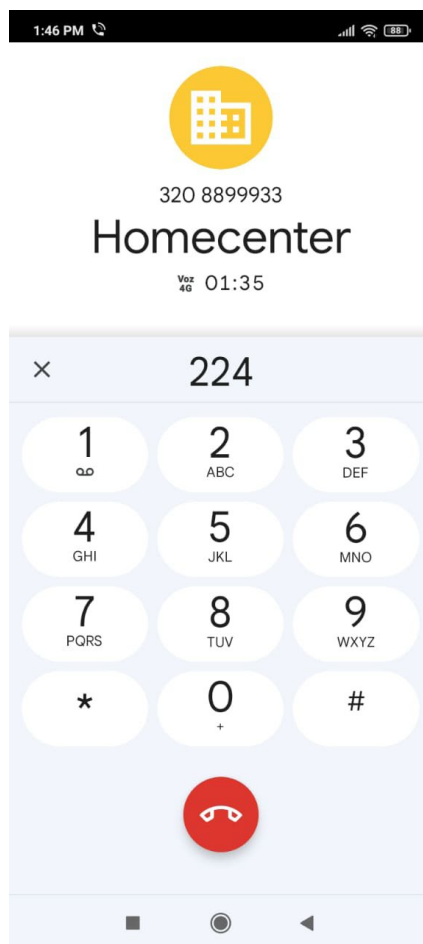 1:46 PM 88
320 8899933
Homecenter
Voz 4G 01:35
224
1 2 3
ABC DEF
4 5 6
GHI JKL MNO
7 8 9
PQRS TUV WXYZ
* 0 #
+